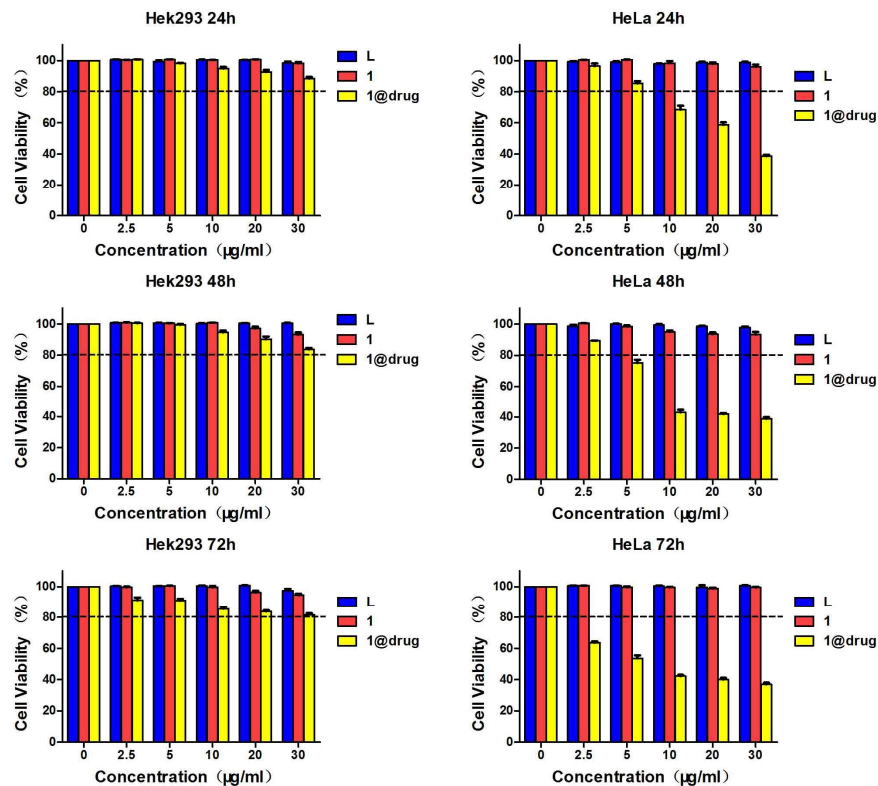 Hek293 24h
Cell Viability (%)
100
80
60
40
20
0
0 2.5 5 10 20 30
Concentration (μg/ml)
L
1
1@drug
HeLa 24h
Cell Viability (%)
100
80
60
40
20
0
0 2.5 5 10 20 30
Concentration (μg/ml)
L
1
1@drug
Hek293 48h
Cell Viability (%)
100
80
60
40
20
0
0 2.5 5 10 20 30
Concentration (μg/ml)
L
1
1@drug
HeLa 48h
Cell Viability (%)
100
80
60
40
20
0
0 2.5 5 10 20 30
Concentration (μg/ml)
L
1
1@drug
Hek293 72h
Cell Viability (%)
100
80
60
40
20
0
0 2.5 5 10 20 30
Concentration (μg/ml)
L
1
1@drug
HeLa 72h
Cell Viability (%)
100
80
60
40
20
0
0 2.5 5 10 20 30
Concentration (μg/ml)
L
1
1@drug